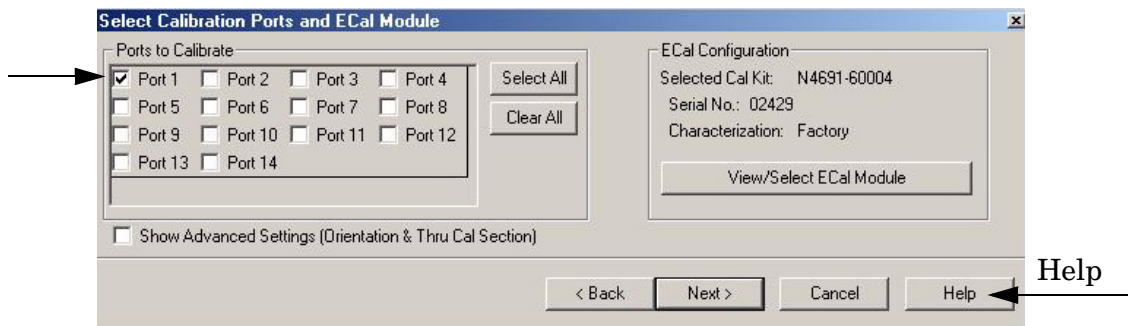 Select Calibration Ports and ECal Module
Ports to Calibrate
Port 1 Port 2 Port 3 Port 4
Port 5 Port 6 Port 7 Port 8
Port 9 Port 10 Port 11 Port 12
Port 13 Port 14
Select All
Clear All
ECal Configuration
Selected Cal Kit: N4691-60004
Serial No.: 02429
Characterization: Factory
View/Select ECal Module
Show Advanced Settings (Orientation & Thru Cal Section)
< Back Next > Cancel Help
Help